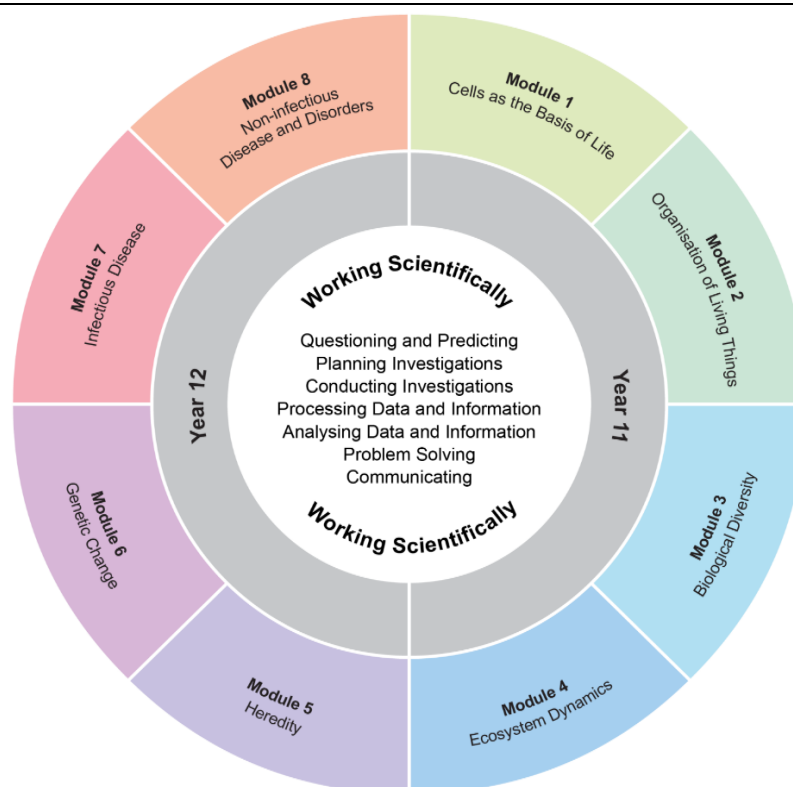 Module 1
Cells as the Basis of Life
Module 2
Organisation of Living Things
Module 3
Biological Diversity
Module 4
Ecosystem Dynamics
Module 5
Heredity
Module 6
Genetic Change
Module 7
Infectious Disease
Module 8
Non-infectious
Disease and Disorders
Year 11
Year 12
Working Scientifically
Questioning and Predicting
Planning Investigations
Conducting Investigations
Processing Data and Information
Analysing Data and Information
Problem Solving
Communicating
Working Scientifically